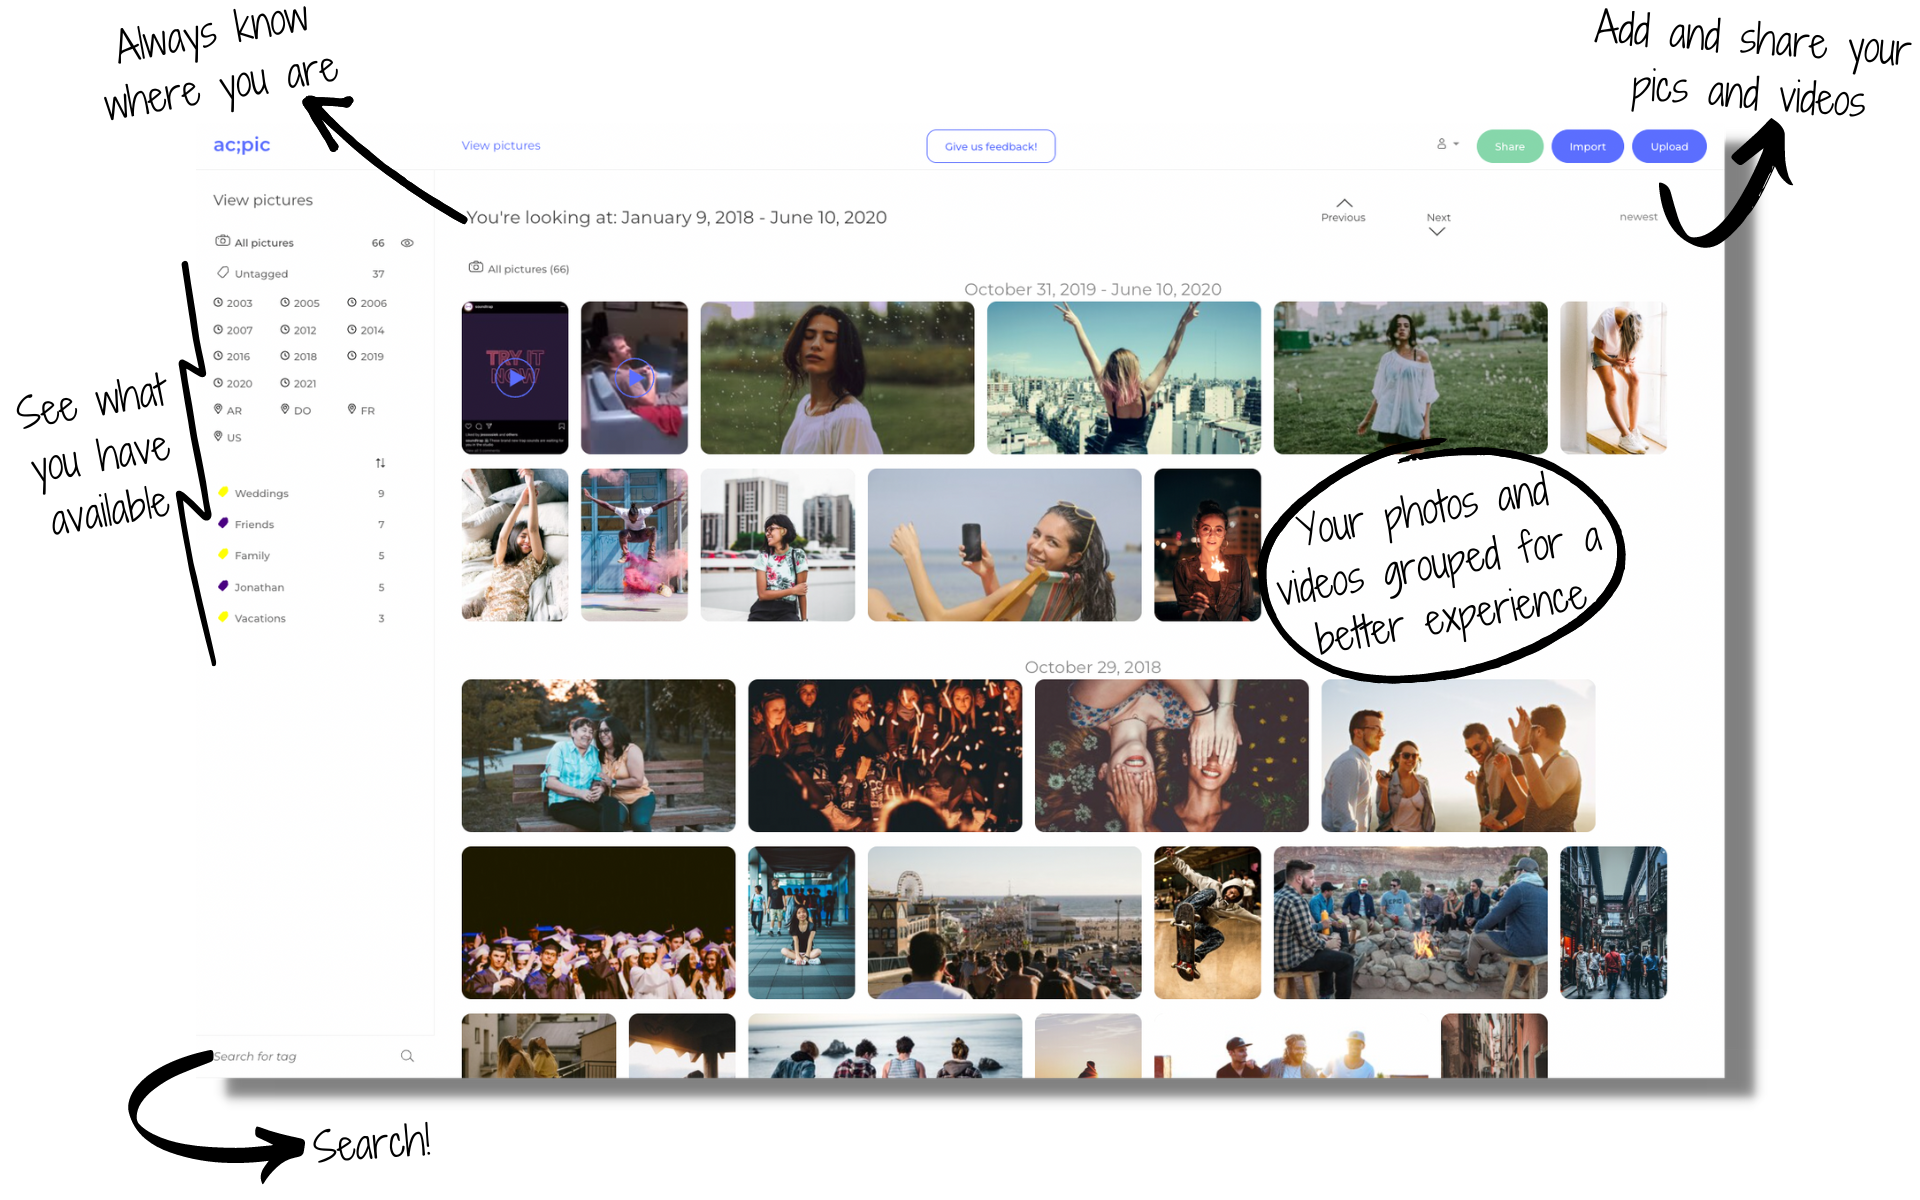 Always know
where you are
Add and share your
pics and videos
ac;pic
View pictures
Give us feedback!
Share
Import
Upload
View pictures
All pictures 66
Untagged 37
2003 2005 2006
2007 2012 2014
2016 2018 2019
2020 2021
AR DO FR
US
Weddings 9
Friends 7
Family 5
Jonathan 5
Vacations 3
Search for tag
See what
you have
available
Search!
You're looking at: January 9, 2018 - June 10, 2020
Previous
Next
newest
All pictures (66)
October 31, 2019 - June 10, 2020
TRY IT
NOW
Your photos and
videos grouped for a
better experience
October 29, 2018